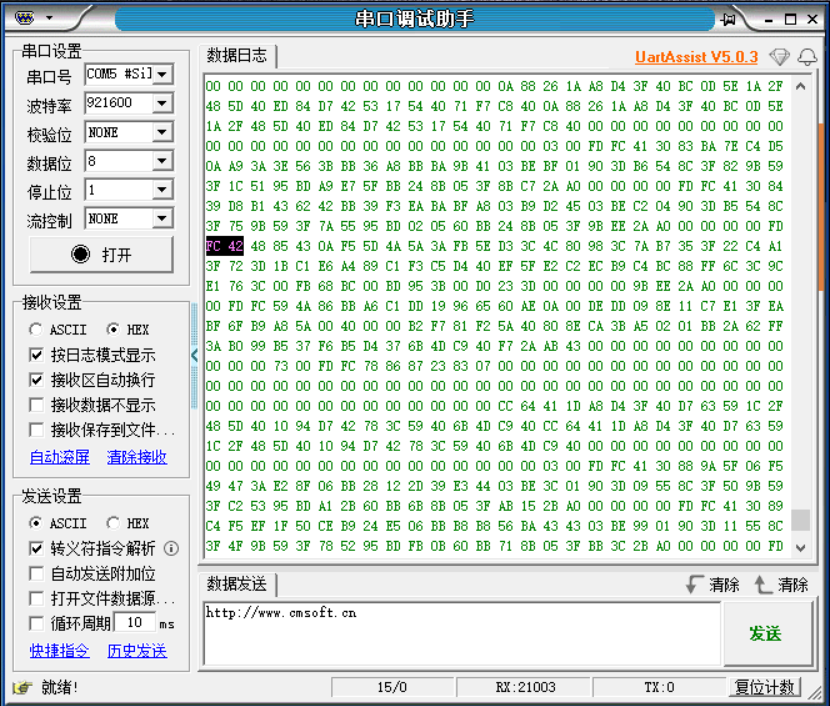 串口调试助手
串口设置
串口号 COM5 #Sil
波特率 921600
校验位 NONE
数据位 8
停止位 1
流控制 NONE
打开
接收设置
ASCII HEX
按日志模式显示
接收区自动换行
接收数据不显示
接收保存到文件...
自动滚屏 清除接收
发送设置
ASCII HEX
转义符指令解析
自动发送附加位
打开文件数据源...
循环周期 10 ms
快捷指令 历史发送
数据日志
UartAssist V5.0.3
00 00 00 00 00 00 00 00 00 00 00 00 0A 88 26 1A A8 D4 3F 40 BC 0D 5E 1A 2F
48 5D 40 ED 84 D7 42 53 17 54 40 71 F7 C8 40 0A 88 26 1A A8 D4 3F 40 BC 0D 5E
1A 2F 48 5D 40 ED 84 D7 42 53 17 54 40 71 F7 C8 40 00 00 00 00 00 00 00 00 00
00 00 00 00 00 00 00 00 00 00 00 00 00 00 03 00 FD FC 41 30 83 BA 7E C4 D5
0A A9 3A 3E 56 3B BB 36 A8 BB BA 9B 41 03 BE BF 01 90 3D B6 54 8C 3F 82 9B 59
3F 1C 51 95 BD A9 E7 5F BB 24 8B 05 3F 8B C7 2A A0 00 00 00 00 FD FC 41 30 84
39 D8 B1 43 62 42 BB 39 F3 EA BA BF A8 03 B9 D2 45 03 BE C2 04 90 3D B5 54 8C
3F 75 9B 59 3F 7A 55 95 BD 02 05 60 BB 24 8B 05 3F 9B EE 2A A0 00 00 00 00 FD
FC 42 48 85 43 0A F5 5D 4A 5A 3A FB 5E D3 3C 4C 80 98 3C 7A B7 35 3F 22 C4 A1
3F 72 3D 1B C1 E6 A4 89 C1 F3 C5 D4 40 EF 5F E2 C2 EC B9 C4 BC 88 FF 6C 3C 9C
E1 76 3C 00 FB 68 BC 00 BD 95 3B 00 D0 23 3D 00 00 00 00 9B EE 2A A0 00 00 00
00 FD FC 59 4A 86 BB A6 C1 DD 19 96 65 60 AE 0A 00 DE DD 09 8E 11 C7 E1 3F EA
BF 6F B9 A8 5A 00 40 00 00 B2 F7 81 F2 5A 40 80 8E CA 3B A5 02 01 BB 2A 62 FF
3A B0 99 B5 37 F6 B5 D4 37 6B 4D C9 40 F7 2A AB 43 00 00 00 00 00 00 00 00 00
00 00 00 73 00 FD FC 78 86 87 23 83 07 00 00 00 00 00 00 00 00 00 00 00 00 00
00 00 00 00 00 00 00 00 00 00 00 00 00 00 00 00 00 00 00 00 00 00 00 00 00 00
00 00 00 00 00 00 00 00 00 00 00 00 CC 64 41 1D A8 D4 3F 40 D7 63 59 1C 2F
48 5D 40 10 94 D7 42 78 3C 59 40 6B 4D C9 40 CC 64 41 1D A8 D4 3F 40 D7 63 59
1C 2F 48 5D 40 10 94 D7 42 78 3C 59 40 6B 4D C9 40 00 00 00 00 00 00 00 00 00
00 00 00 00 00 00 00 00 00 00 00 00 00 00 03 00 FD FC 41 30 88 9A 5F 06 F5
49 47 3A E2 8F 06 BB 28 12 2D 39 E3 44 03 BE 3C 01 90 3D 09 55 8C 3F 50 9B 59
3F C2 53 95 BD A1 2B 60 BB 6B 8B 05 3F AB 15 2B A0 00 00 00 00 FD FC 41 30 89
C4 F5 EF 1F 50 CE B9 24 E5 06 BB B8 B8 56 BA 43 43 03 BE 99 01 90 3D 11 55 8C
3F 4F 9B 59 3F 78 52 95 BD FB 0B 60 BB 71 8B 05 3F BB 3C 2B A0 00 00 00 00 FD
数据发送 清除 清除
http://www.cmsoft.cn
发送
就绪! 15/0 RX:21003 TX:0 复位计数